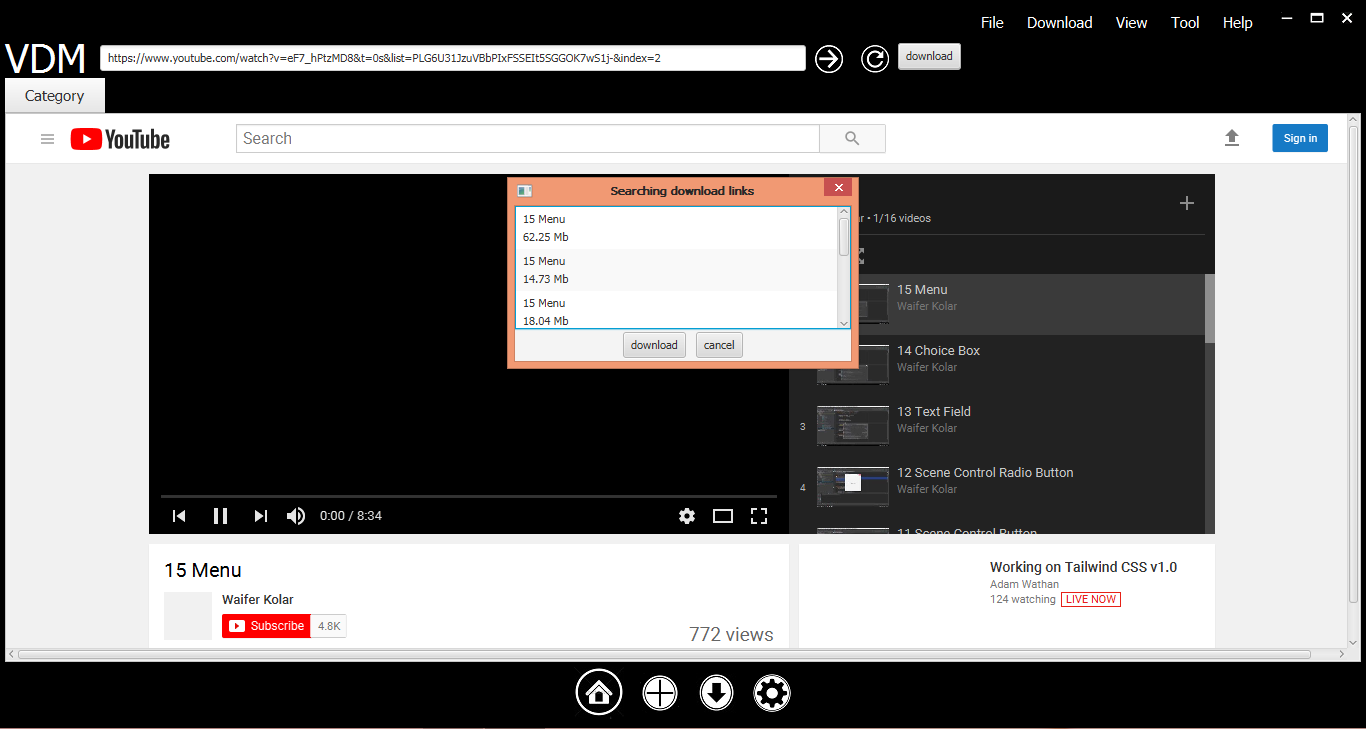 File Download View Tool Help
VDM https://www.youtube.com/watch?v=eF7_hPtzMD8&t=0s&list=PLG6U31JzuVBbPIxFSSEIt5SGGOK7wS1j-&index=2 download
Category
YouTube Search Sign in
Searching download links
15 Menu
62.25 Mb
15 Menu
14.73 Mb
15 Menu
18.04 Mb
download cancel
• 1/16 videos
15 Menu
Waifer Kolar
14 Choice Box
Waifer Kolar
3 13 Text Field
Waifer Kolar
4 12 Scene Control Radio Button
Waifer Kolar
11 Scene Control Button
0:00 / 8:34
15 Menu
Waifer Kolar
Subscribe 4.8K
772 views
Working on Tailwind CSS v1.0
Adam Wathan
124 watching LIVE NOW